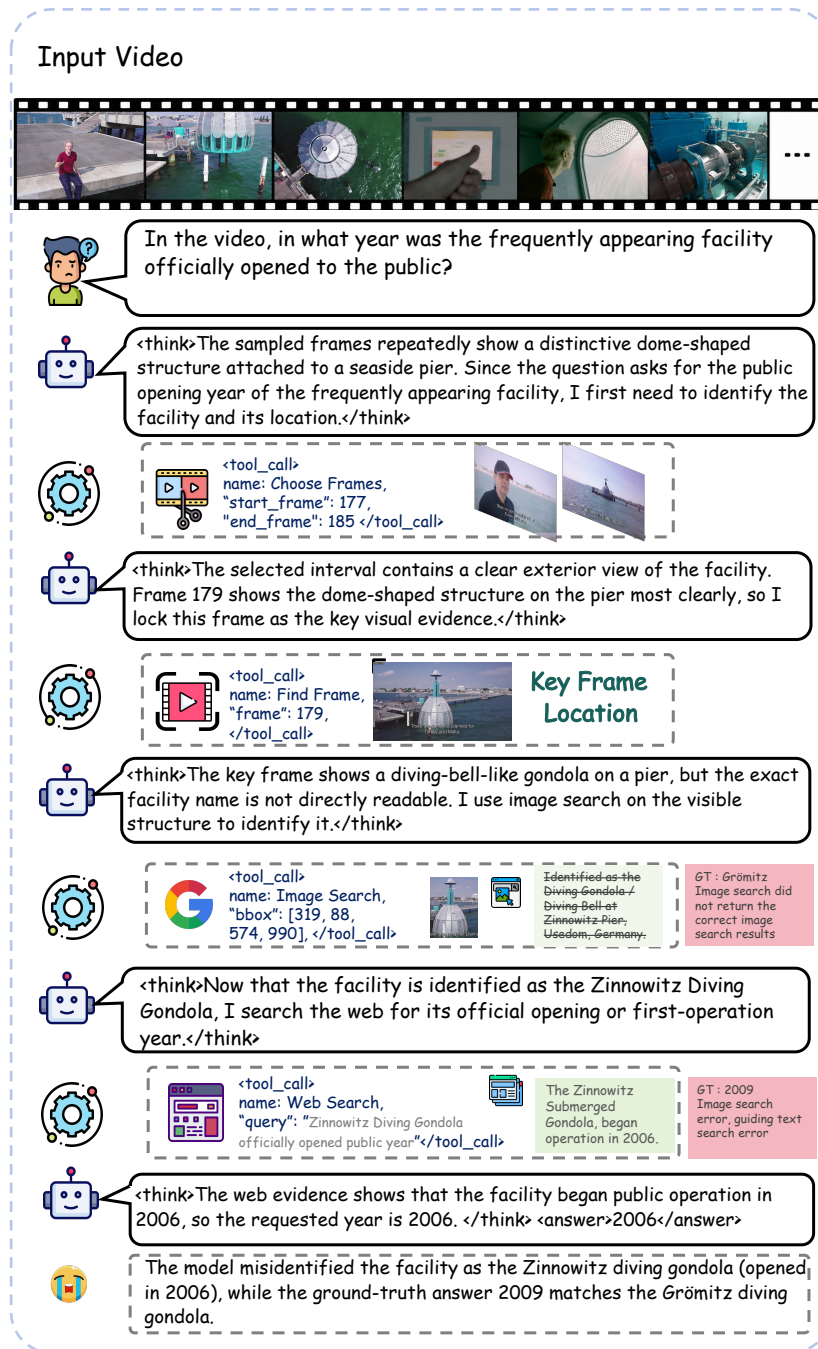 Input Video
...
In the video, in what year was the frequently appearing facility
officially opened to the public?
?
<think>The sampled frames repeatedly show a distinctive dome-shaped
structure attached to a seaside pier. Since the question asks for the public
opening year of the frequently appearing facility, I first need to identify the
facility and its location.</think>
<tool_call>
name: Choose Frames,
“start_frame”: 177,
"end_frame": 185 </tool_call>
<think>The selected interval contains a clear exterior view of the facility.
Frame 179 shows the dome-shaped structure on the pier most clearly, so I
lock this frame as the key visual evidence.</think>
<tool_call>
name: Find Frame,
“frame”: 179,
</tool_call>
Key Frame
Location
<think>The key frame shows a diving-bell-like gondola on a pier, but the exact
facility name is not directly readable. I use image search on the visible
structure to identify it.</think>
<tool_call>
name: Image Search,
“bbox”: [319, 88,
574, 990], </tool_call>
Identified as the
Diving Gondola /
Diving Bell at
Zinnowitz Pier,
Usedom, Germany.
GT : Grömitz
Image search did
not return the
correct image
search results
<think>Now that the facility is identified as the Zinnowitz Diving
Gondola, I search the web for its official opening or first-operation
year.</think>
<tool_call>
name: Web Search,
“query”: ”Zinnowitz Diving Gondola
officially opened public year”</tool_call>
The Zinnowitz
Submerged
Gondola, began
operation in 2006.
GT : 2009
Image search
error, guiding text
search error
<think>The web evidence shows that the facility began public operation in
2006, so the requested year is 2006. </think> <answer>2006</answer>
The model misidentified the facility as the Zinnowitz diving gondola (opened
in 2006), while the ground-truth answer 2009 matches the Grömitz diving
gondola.